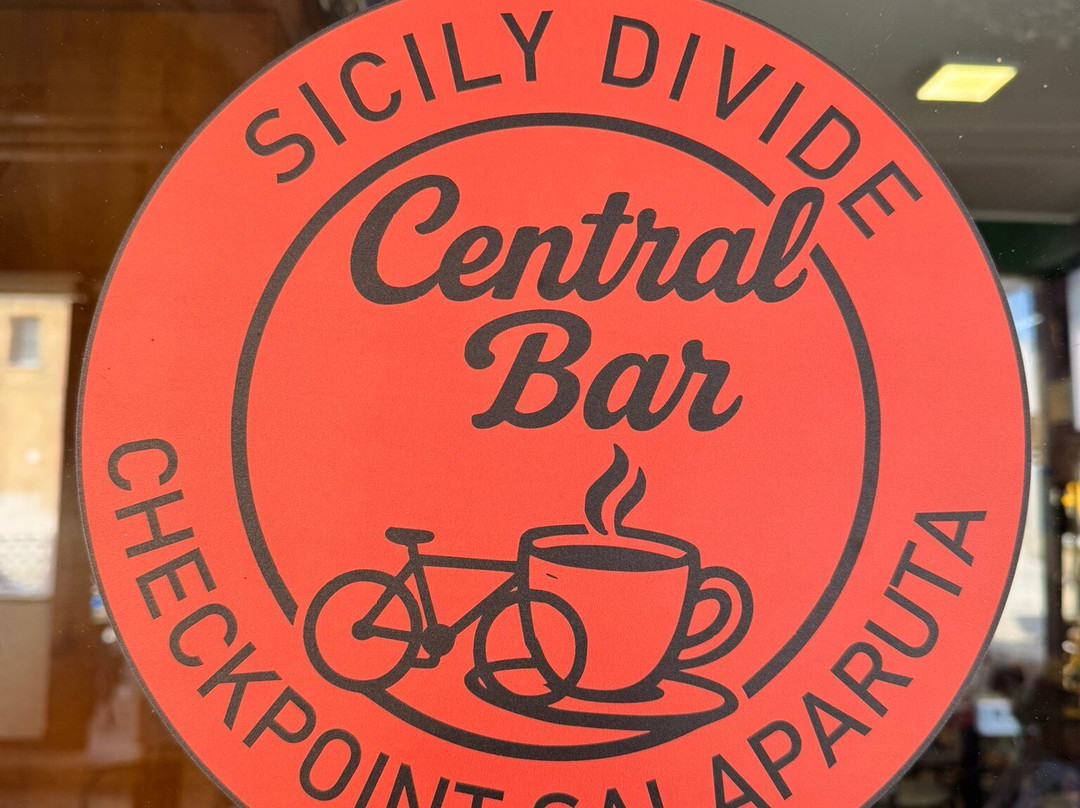 SICILY DIVIDE
Central
Bar
CHECKPOINT SALAPARUTA